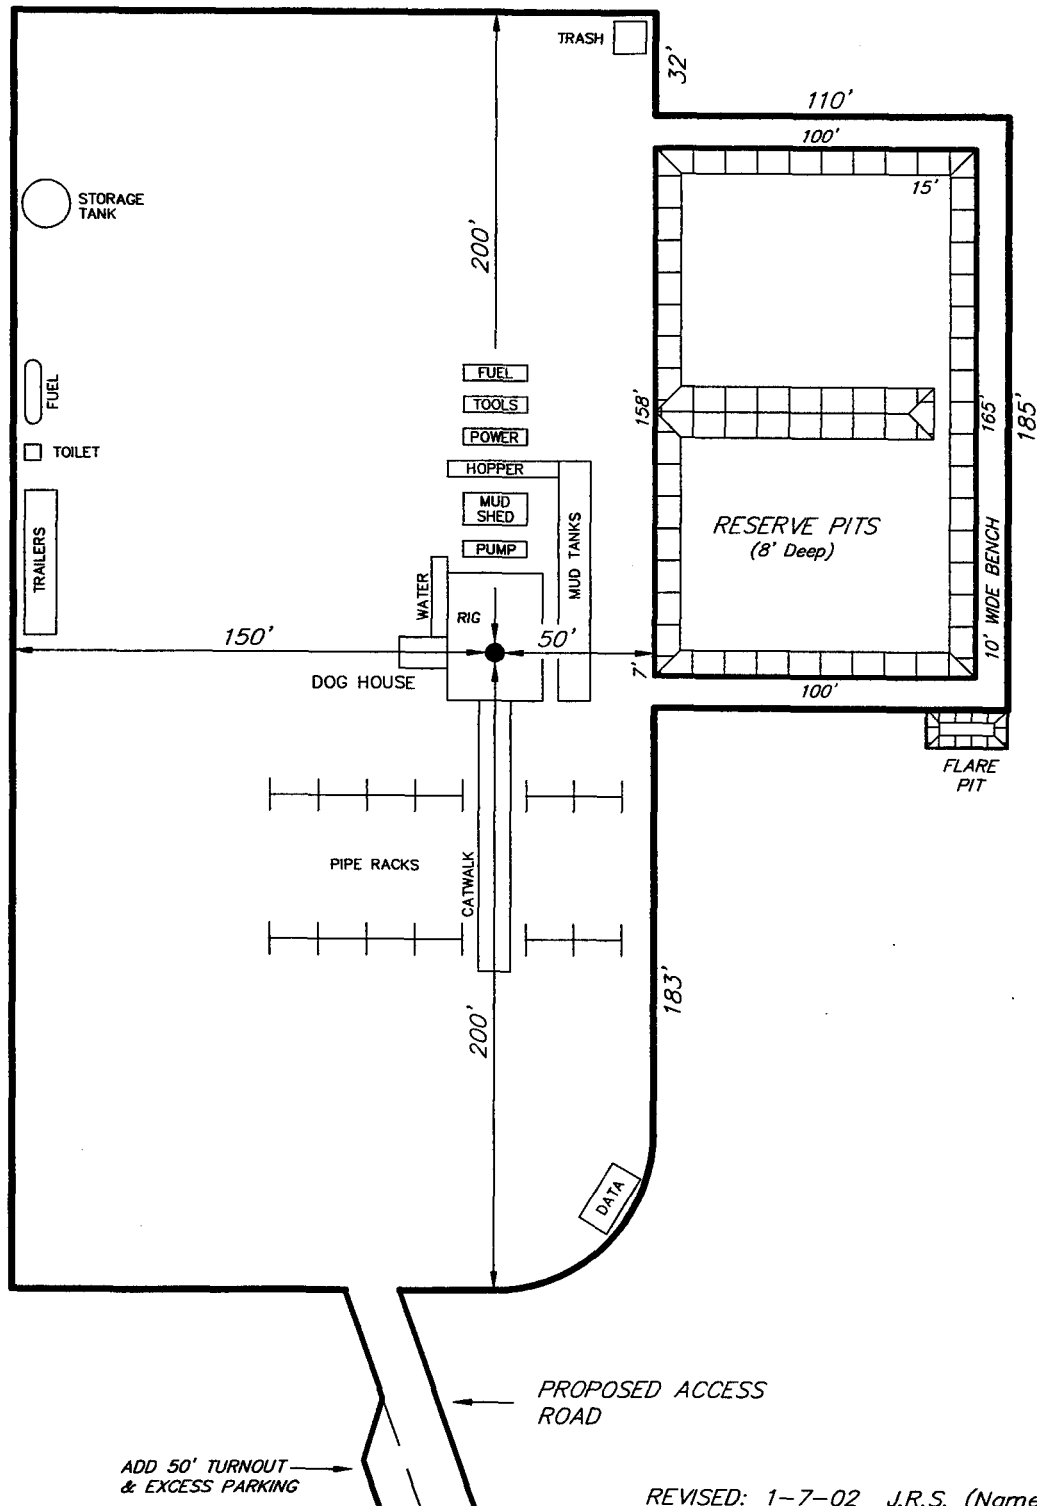 TRASH
32'
110'
100'
15'
STORAGE
TANK
200'
FUEL
FUEL
TOOLS
158'
165'
185'
POWER
TOILET
HOPPER
MUD
SHED
TRAILERS
MUD TANKS
RESERVE PITS
(8' Deep)
PUMP
WATER
RIG
10' WIDE BENCH
150'
50'
7'
DOG HOUSE
100'
FLARE
PIT
PIPE RACKS
CATWALK
183'
200'
DATA
PROPOSED ACCESS
ROAD
ADD 50' TURNOUT
& EXCESS PARKING
REVISED: 1-7-02 J.R.S. (Name